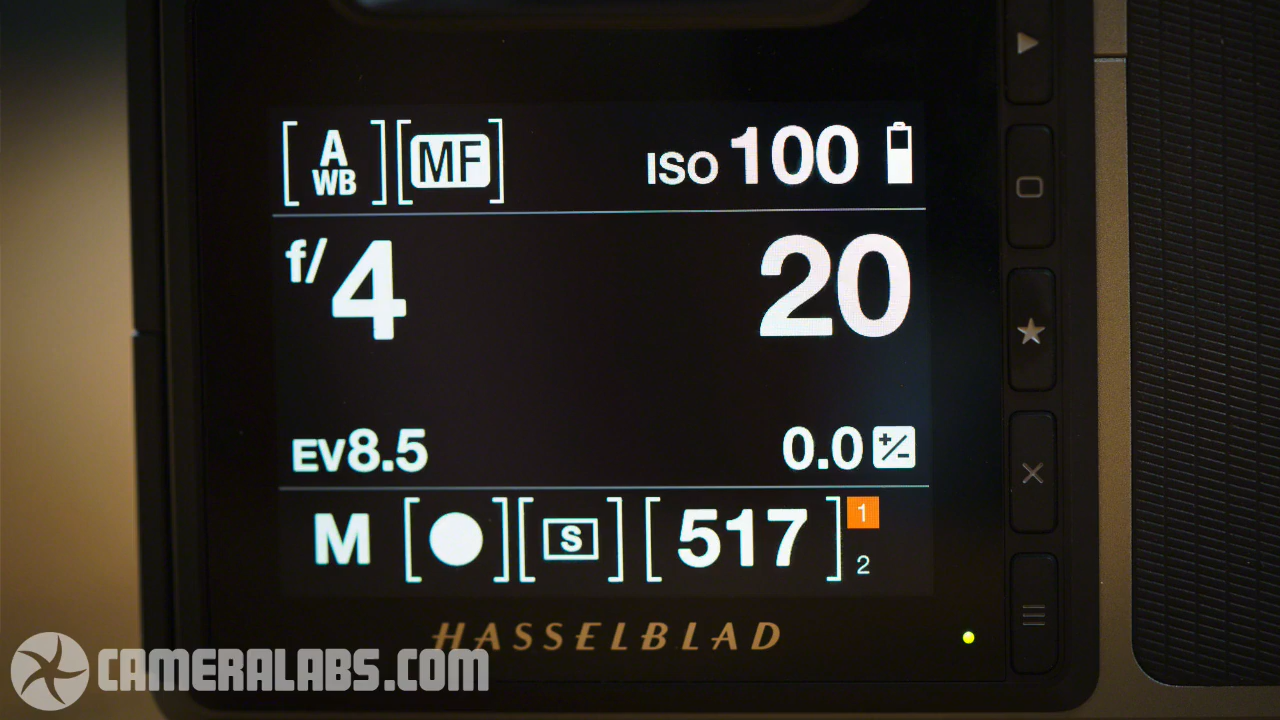 A
WB
MF
ISO 100
f/4
20
EV8.5
0.0 +/-
M
S
517
1
2
HASSELBLAD
CAMERALABS.COM